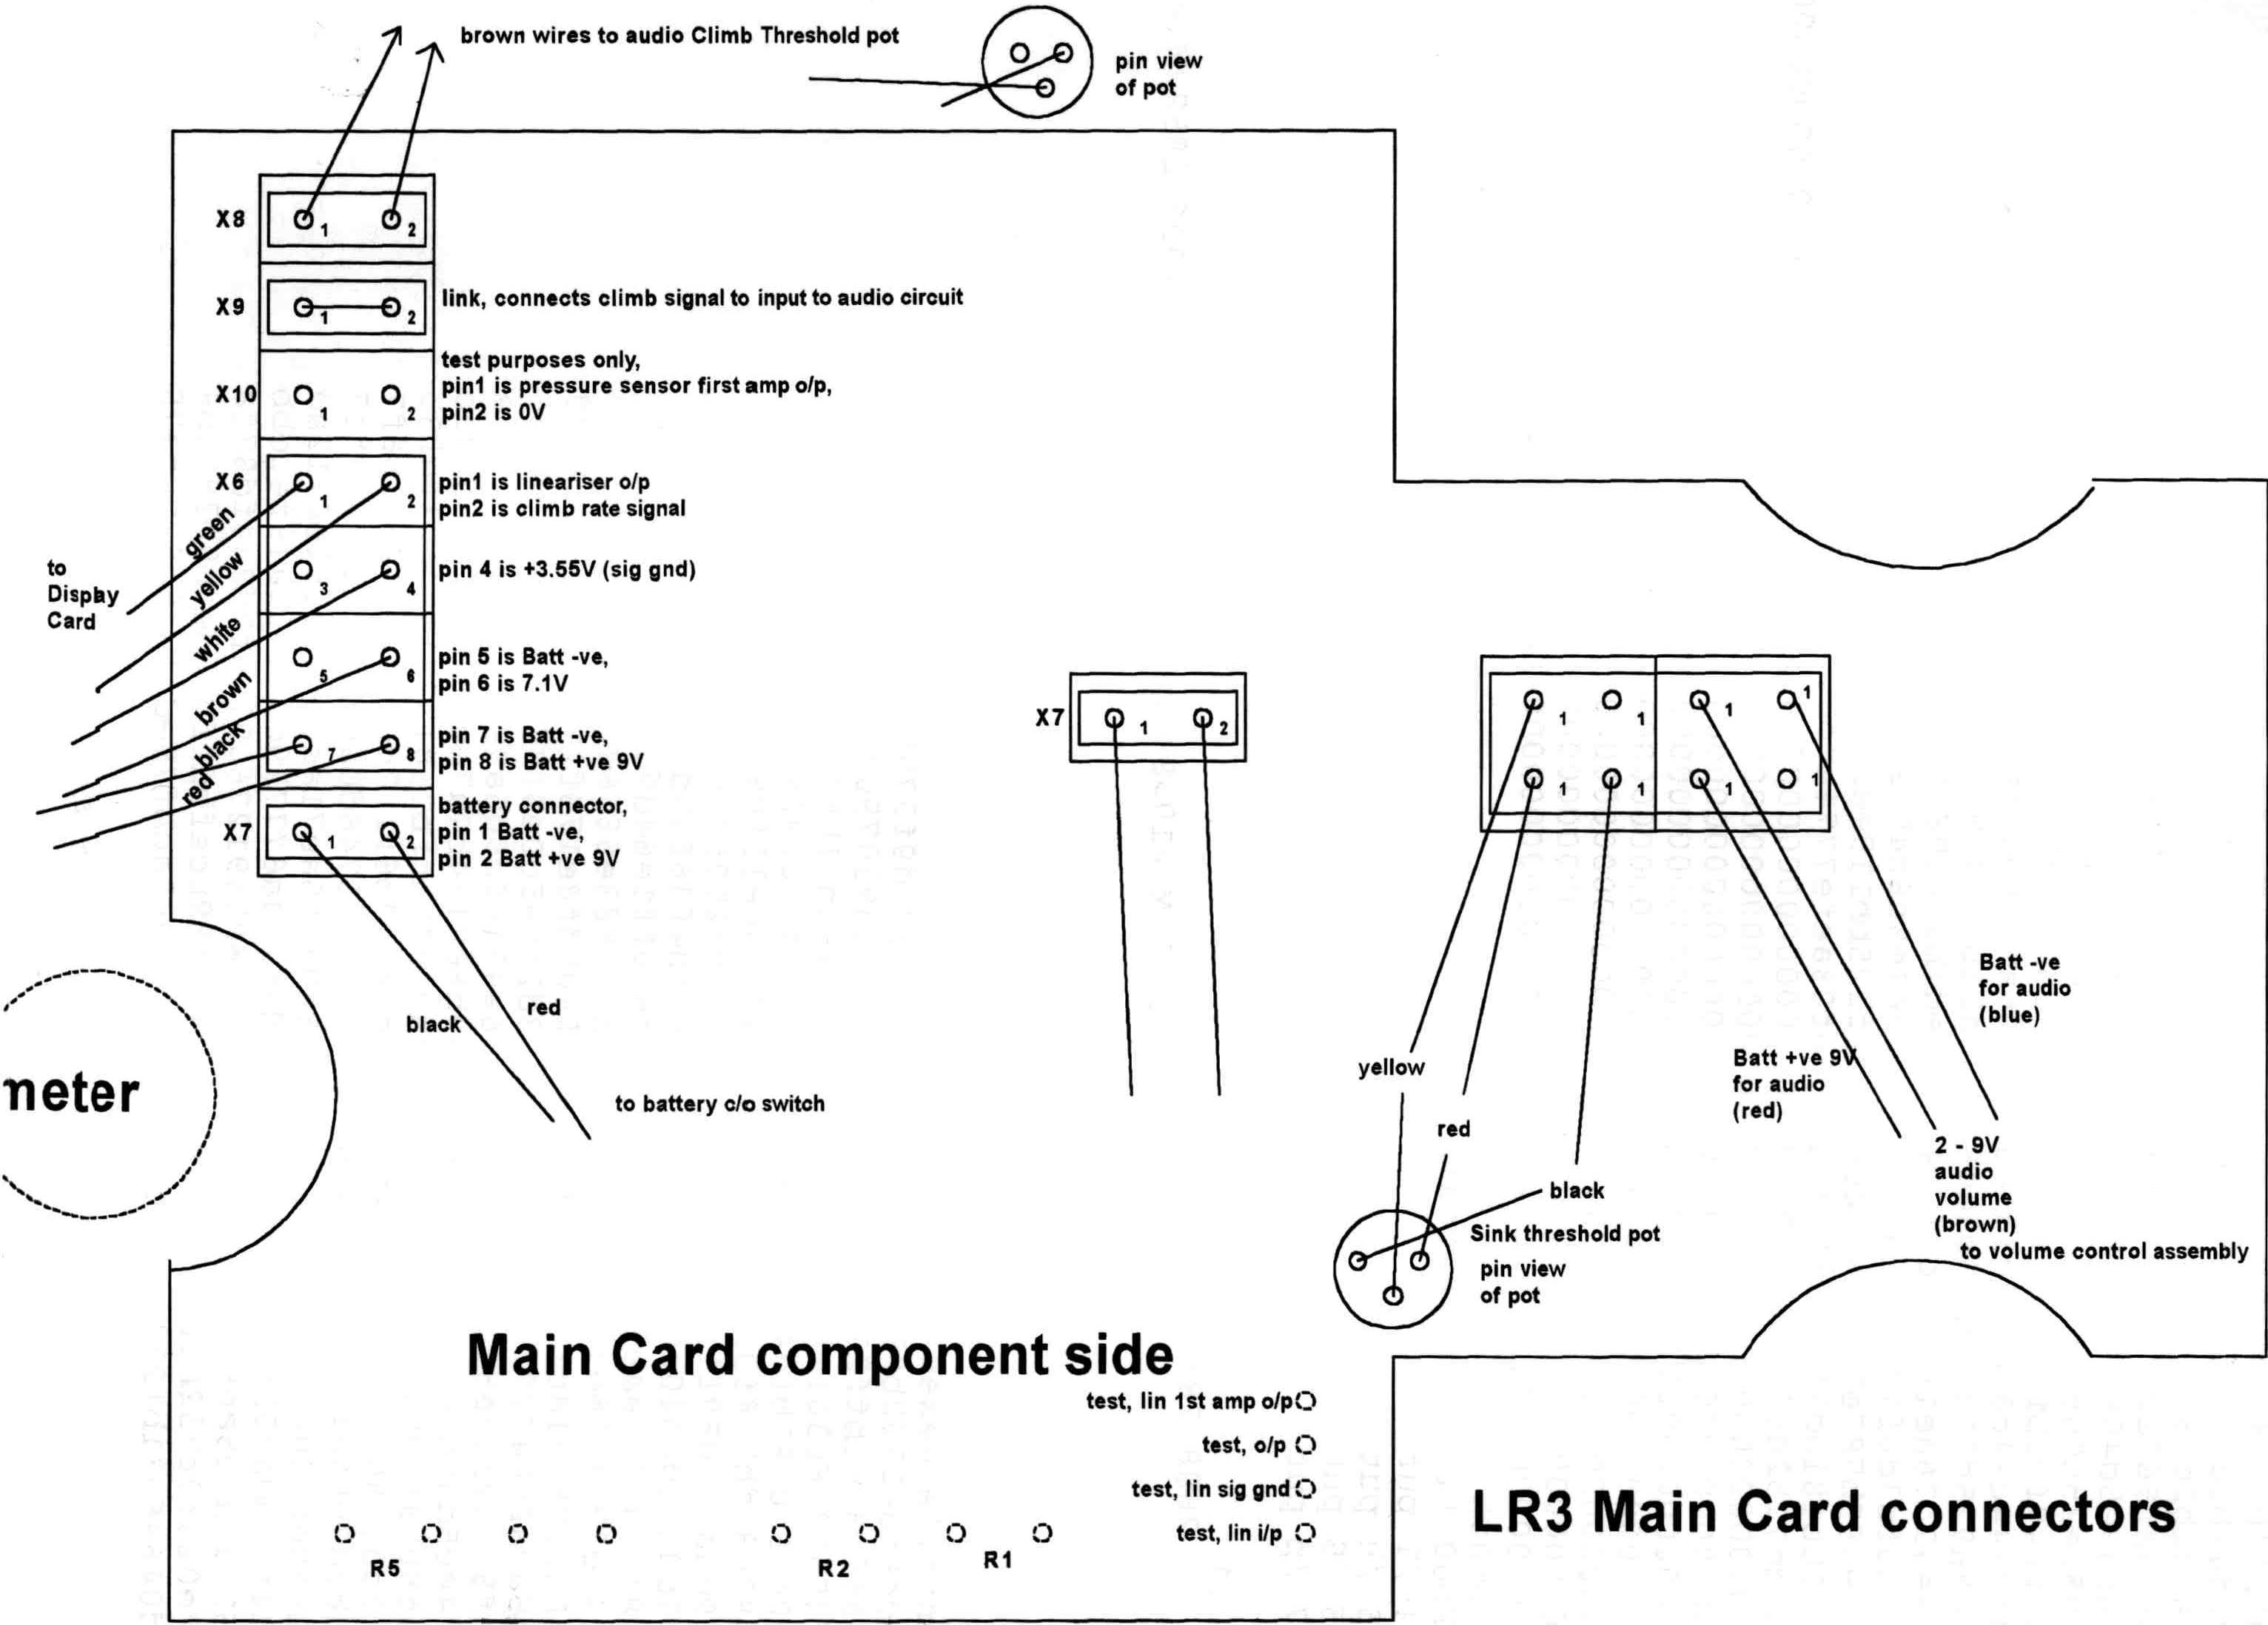 brown wires to audio Climb Threshold pot
pin view
of pot
X8
1
2
X9
1
2
link, connects climb signal to input to audio circuit
X10
1
2
test purposes only,
pin1 is pressure sensor first amp o/p,
pin2 is 0V
X6
1
2
pin1 is lineariser o/p
pin2 is climb rate signal
green
to
Display
Card
yellow
3
4
pin 4 is +3.55V (sig gnd)
white
5
6
pin 5 is Batt -ve,
pin 6 is 7.1V
brown
black
7
8
pin 7 is Batt -ve,
pin 8 is Batt +ve 9V
red
X7
1
2
battery connector,
pin 1 Batt -ve,
pin 2 Batt +ve 9V
black
red
to battery c/o switch
meter
X7
1
2
1
1
1
1
1
1
1
1
yellow
red
black
Sink threshold pot
pin view
of pot
Batt -ve
for audio
(blue)
Batt +ve 9V
for audio
(red)
2 - 9V
audio
volume
(brown)
to volume control assembly
Main Card component side
test, lin 1st amp o/p
test, o/p
test, lin sig gnd
test, lin i/p
R5
R2
R1
LR3 Main Card connectors